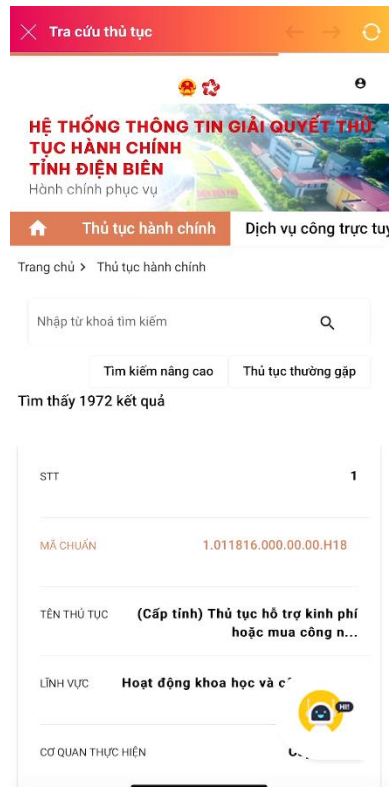 Tra cứu thủ tục
HỆ THỐNG THÔNG TIN GIẢI QUYẾT THỦ
TỤC HÀNH CHÍNH
TỈNH ĐIỆN BIÊN
Hành chính phục vụ
Thủ tục hành chính Dịch vụ công trực tuy
Trang chủ > Thủ tục hành chính
Nhập từ khoá tìm kiếm
Tìm kiếm nâng cao Thủ tục thường gặp
Tìm thấy 1972 kết quả
STT 1
MÃ CHUẨN 1.011816.000.00.00.H18
TÊN THỦ TỤC (Cấp tỉnh) Thủ tục hỗ trợ kinh phí
hoặc mua công n...
LĨNH VỰC Hoạt động khoa học và
HI!
CƠ QUAN THỰC HIỆN